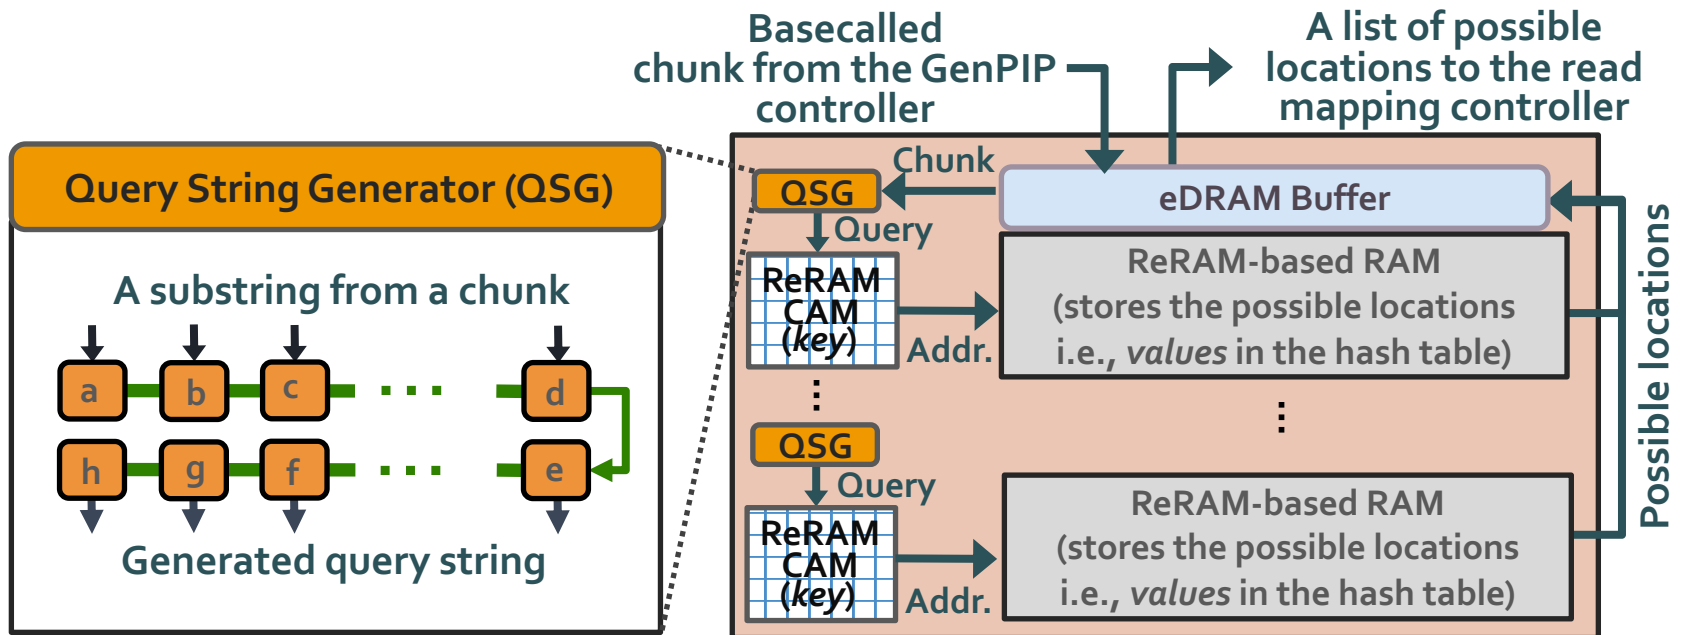 Basecalled
chunk from the GenPIP
controller
A list of possible
locations to the read
mapping controller
Query String Generator (QSG)
A substring from a chunk
a b c ... d
h g f ... e
Generated query string
Chunk
QSG
eDRAM Buffer
Query
ReRAM
CAM
(key)
Addr.
ReRAM-based RAM
(stores the possible locations
i.e., values in the hash table)
⋮
⋮
QSG
Query
ReRAM
CAM
(key)
Addr.
ReRAM-based RAM
(stores the possible locations
i.e., values in the hash table)
Possible locations